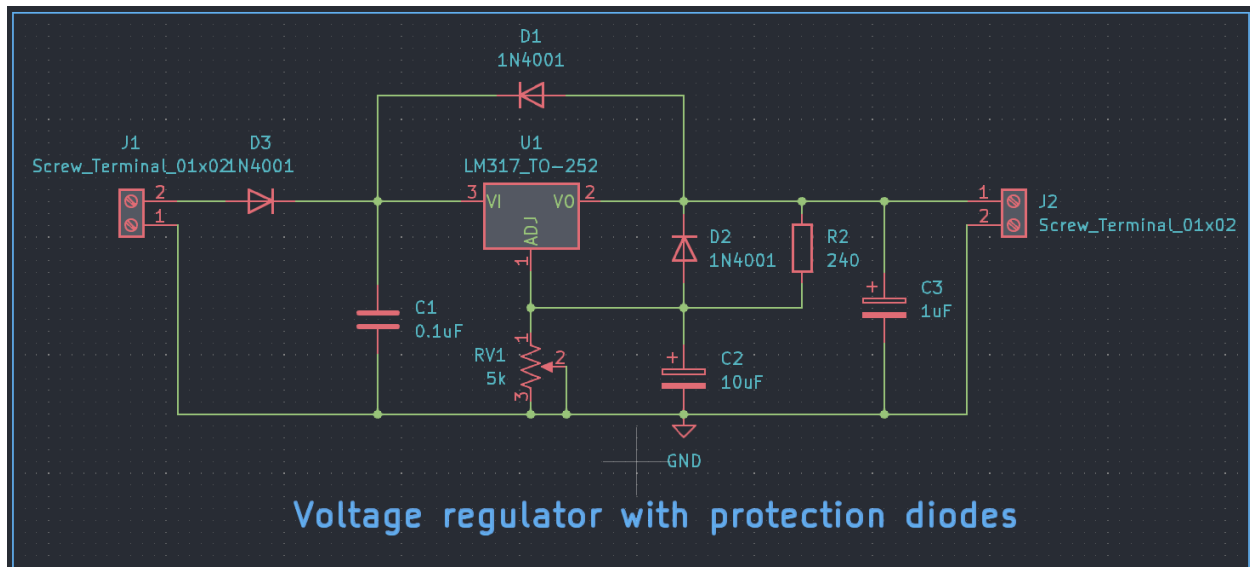 D1
1N4001
J1
Screw_Terminal_01x02
D3
1N4001
U1
LM317_TO-252
2
1
3
VI
VO
2
ADJ
1
D2
1N4001
R2
240
1
2
J2
Screw_Terminal_01x02
C1
0.1uF
RV1
5k
1
2
3
+
C2
10uF
+
C3
1uF
GND
Voltage regulator with protection diodes